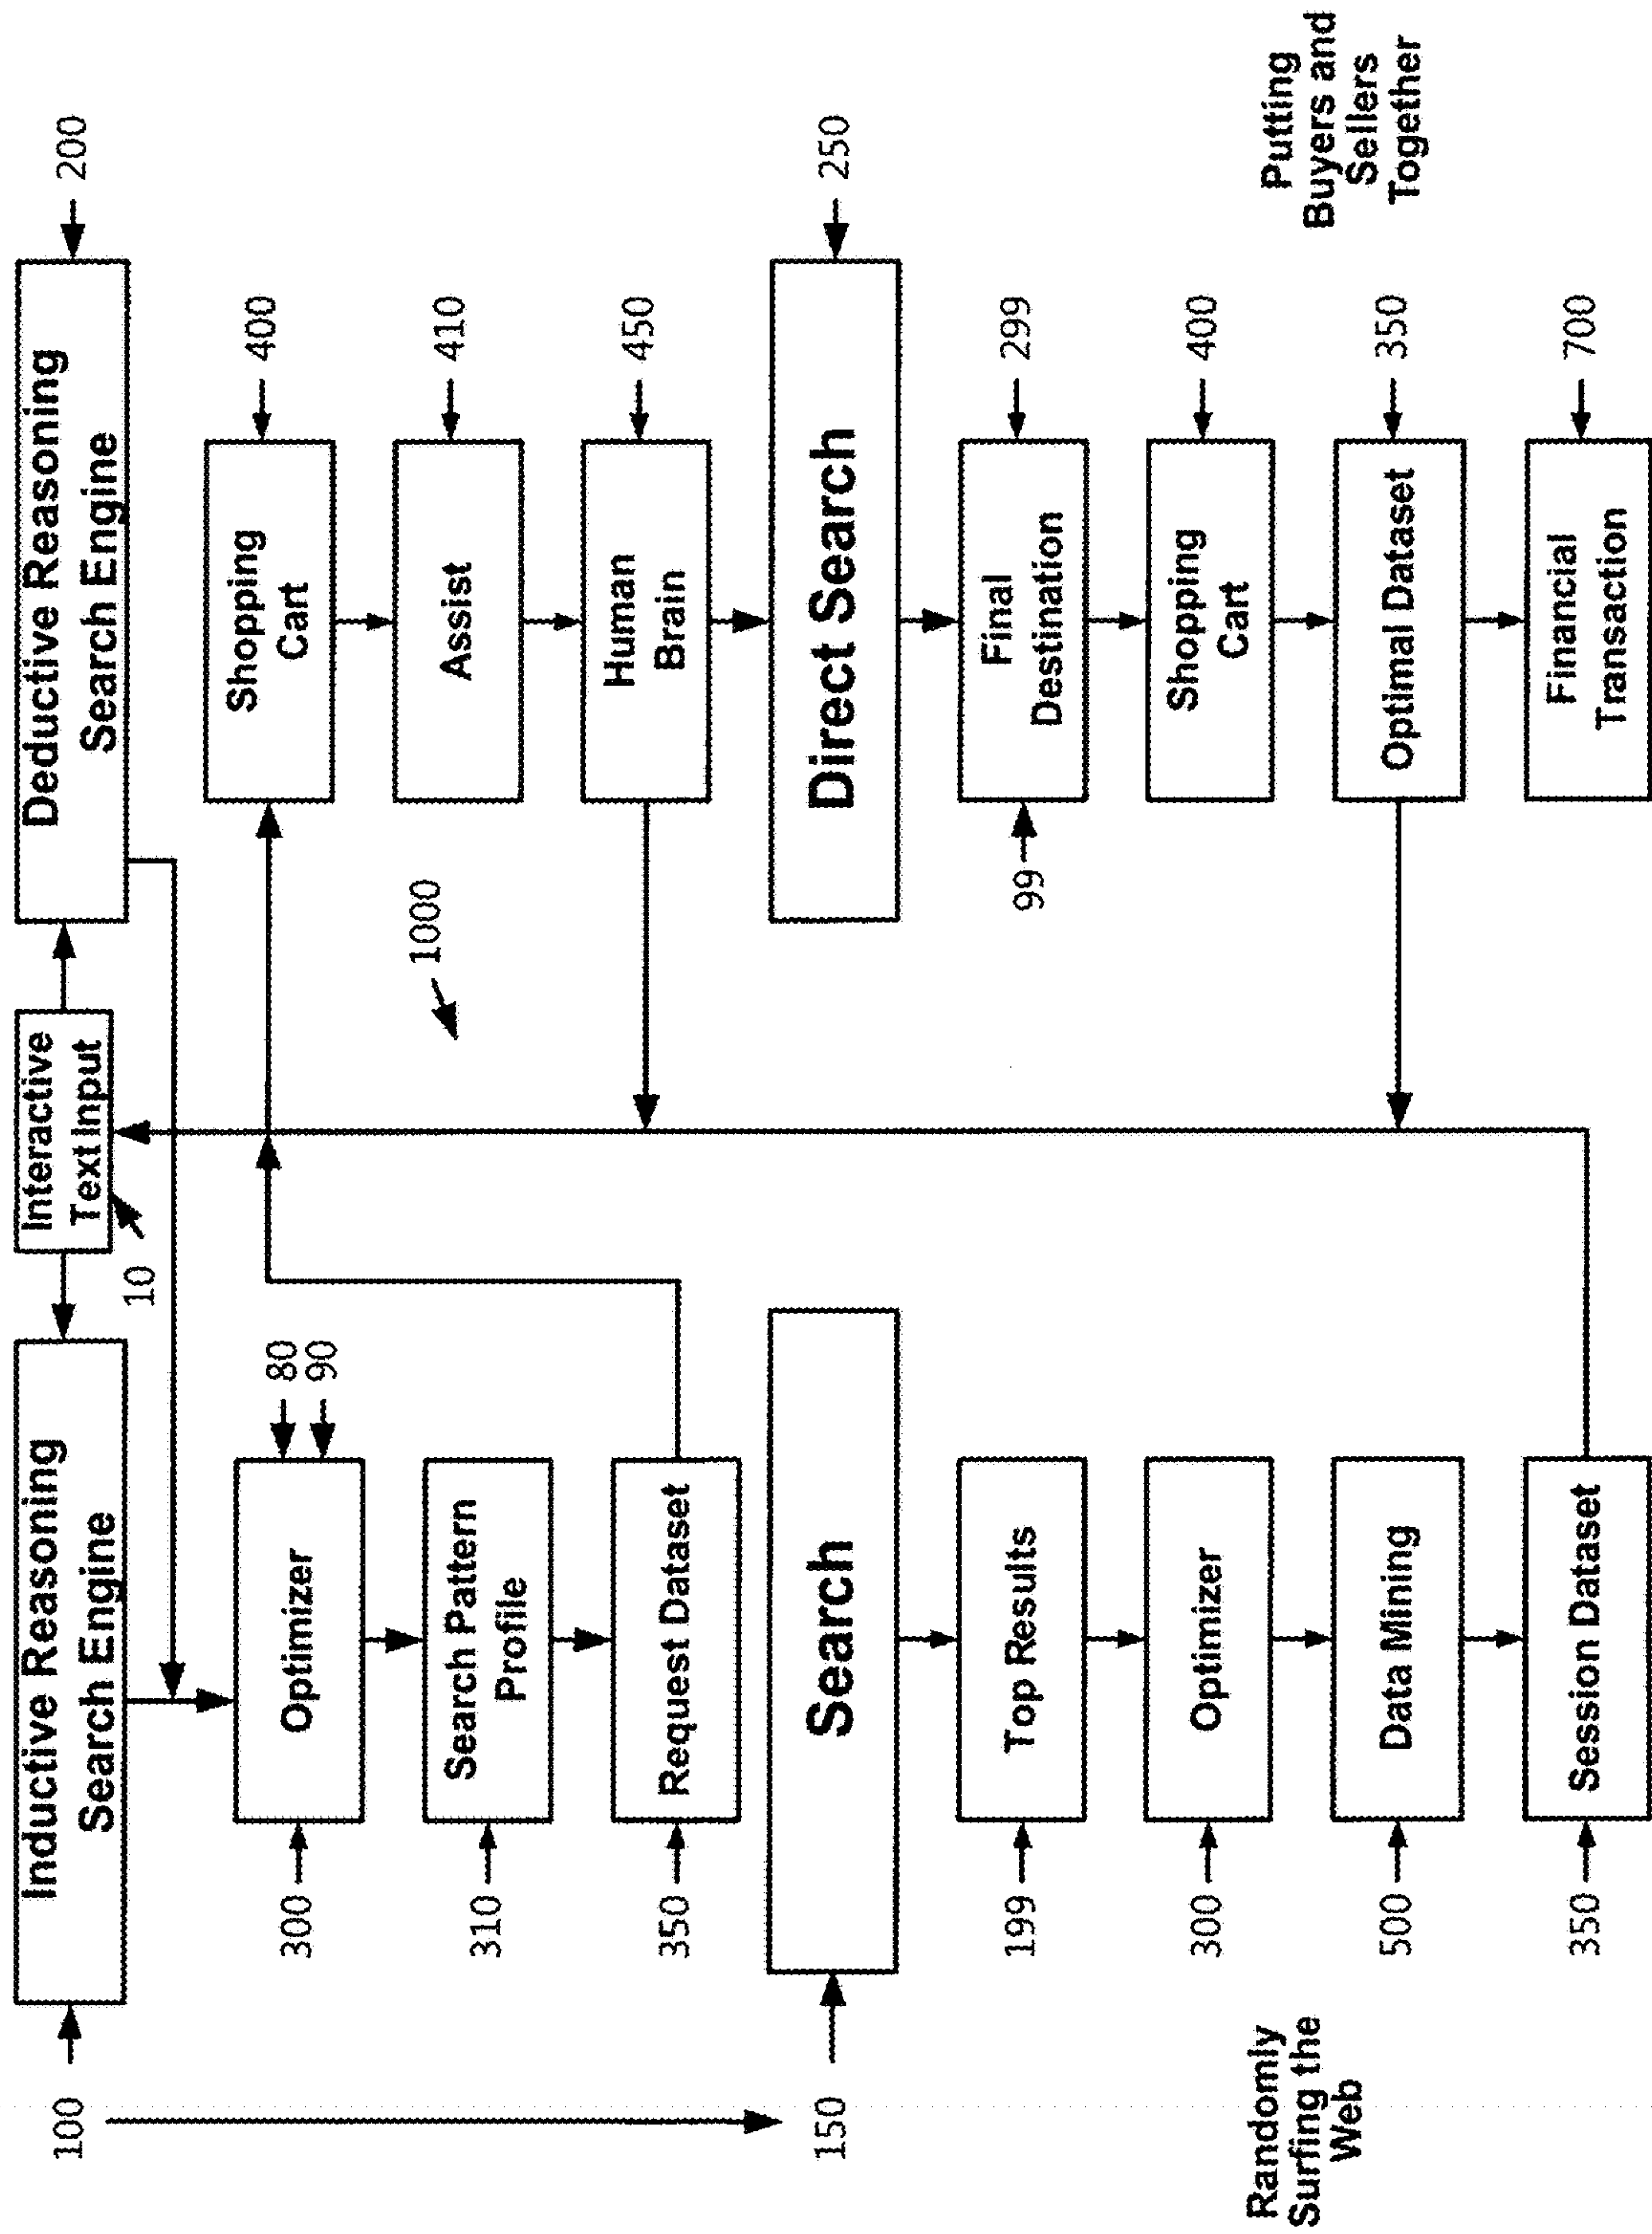 100
Inductive Reasoning
Search Engine
Interactive
TextInput
10
Deductive Reasoning
Search Engine
200
300
Optimizer
80
90
Shopping
Cart
400
310
Search Pattern
Profile
1000
Assist
410
350
Request Dataset
Human
Brain
450
150
Search
Direct Search
250
199
Top Results
99
Final
Destination
299
300
Optimizer
Shopping
Cart
400
Randomly
Surfing the
Web
Putting
Buyers and
Sellers
Together
500
Data Mining
Optimal Dataset
350
350
Session Dataset
Financial
Transaction
700